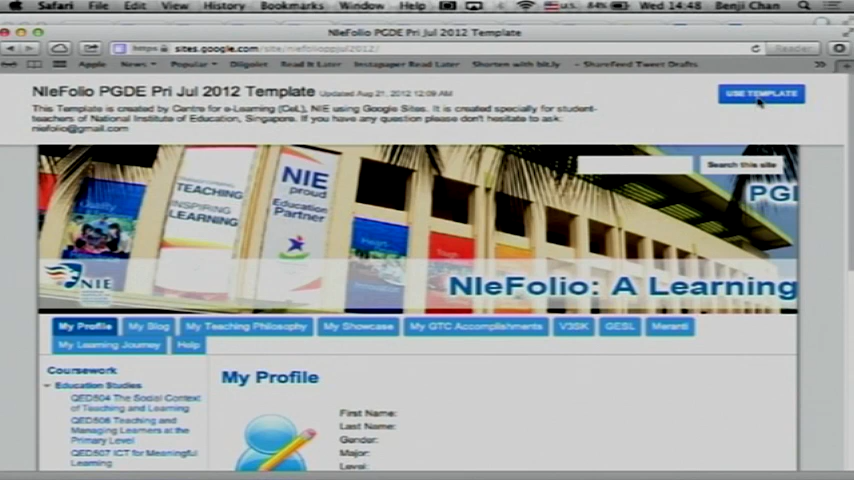 Safari File Edit View History Bookmarks Window Help U.S. 84% Wed 14:48 Benji Chan
NIeFolio PGDE Pri Jul 2012 Template
https sites.google.com/site/niefolioppjul2012/ Reader
Apple News Popular Diigolet Read It Later Instapaper Read Later Shorten with bit.ly ShareFeed Tweet Drafts
NIeFolio PGDE Pri Jul 2012 Template Updated Aug 21, 2012 12:09 AM
USE TEMPLATE
This Template is created by Centre for e-Learning (CeL), NIE using Google Sites. It is created specially for student-
teachers of National Institute of Education, Singapore. If you have any question please don't hesitate to ask:
niefolio@gmail.com
Search this site
TEACHING
INSPIRING
LEARNING
NIE
proud
Education
Partner
PG
NIE
NIeFolio: A Learning
My Profile My Blog My Teaching Philosophy My Showcase My GTC Accomplishments V3SK GESL Meranti
My Learning Journey Help
Coursework
Education Studies
QED504 The Social Context
of Teaching and Learning
QED506 Teaching and
Managing Learners at the
Primary Level
QED507 ICT for Meaningful
Learning
My Profile
First Name:
Last Name:
Gender:
Major:
Level: